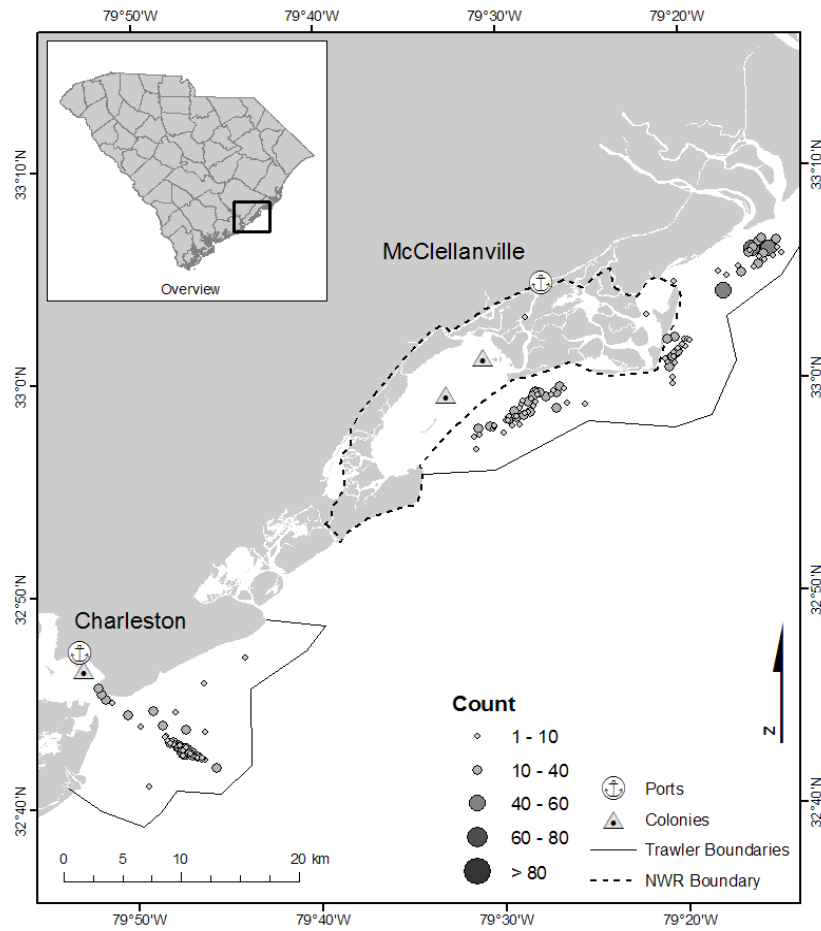 79°50'W 79°40'W 79°30'W 79°20'W
Overview
33°10'N 33°10'N
McClellanville
33°0'N 33°0'N
32°50'N 32°50'N
Charleston
N
Count
1 - 10
10 - 40
40 - 60
60 - 80
> 80
Ports
Colonies
Trawler Boundaries
NWR Boundary
32°40'N 32°40'N
0 5 10 20 km
79°50'W 79°40'W 79°30'W 79°20'W